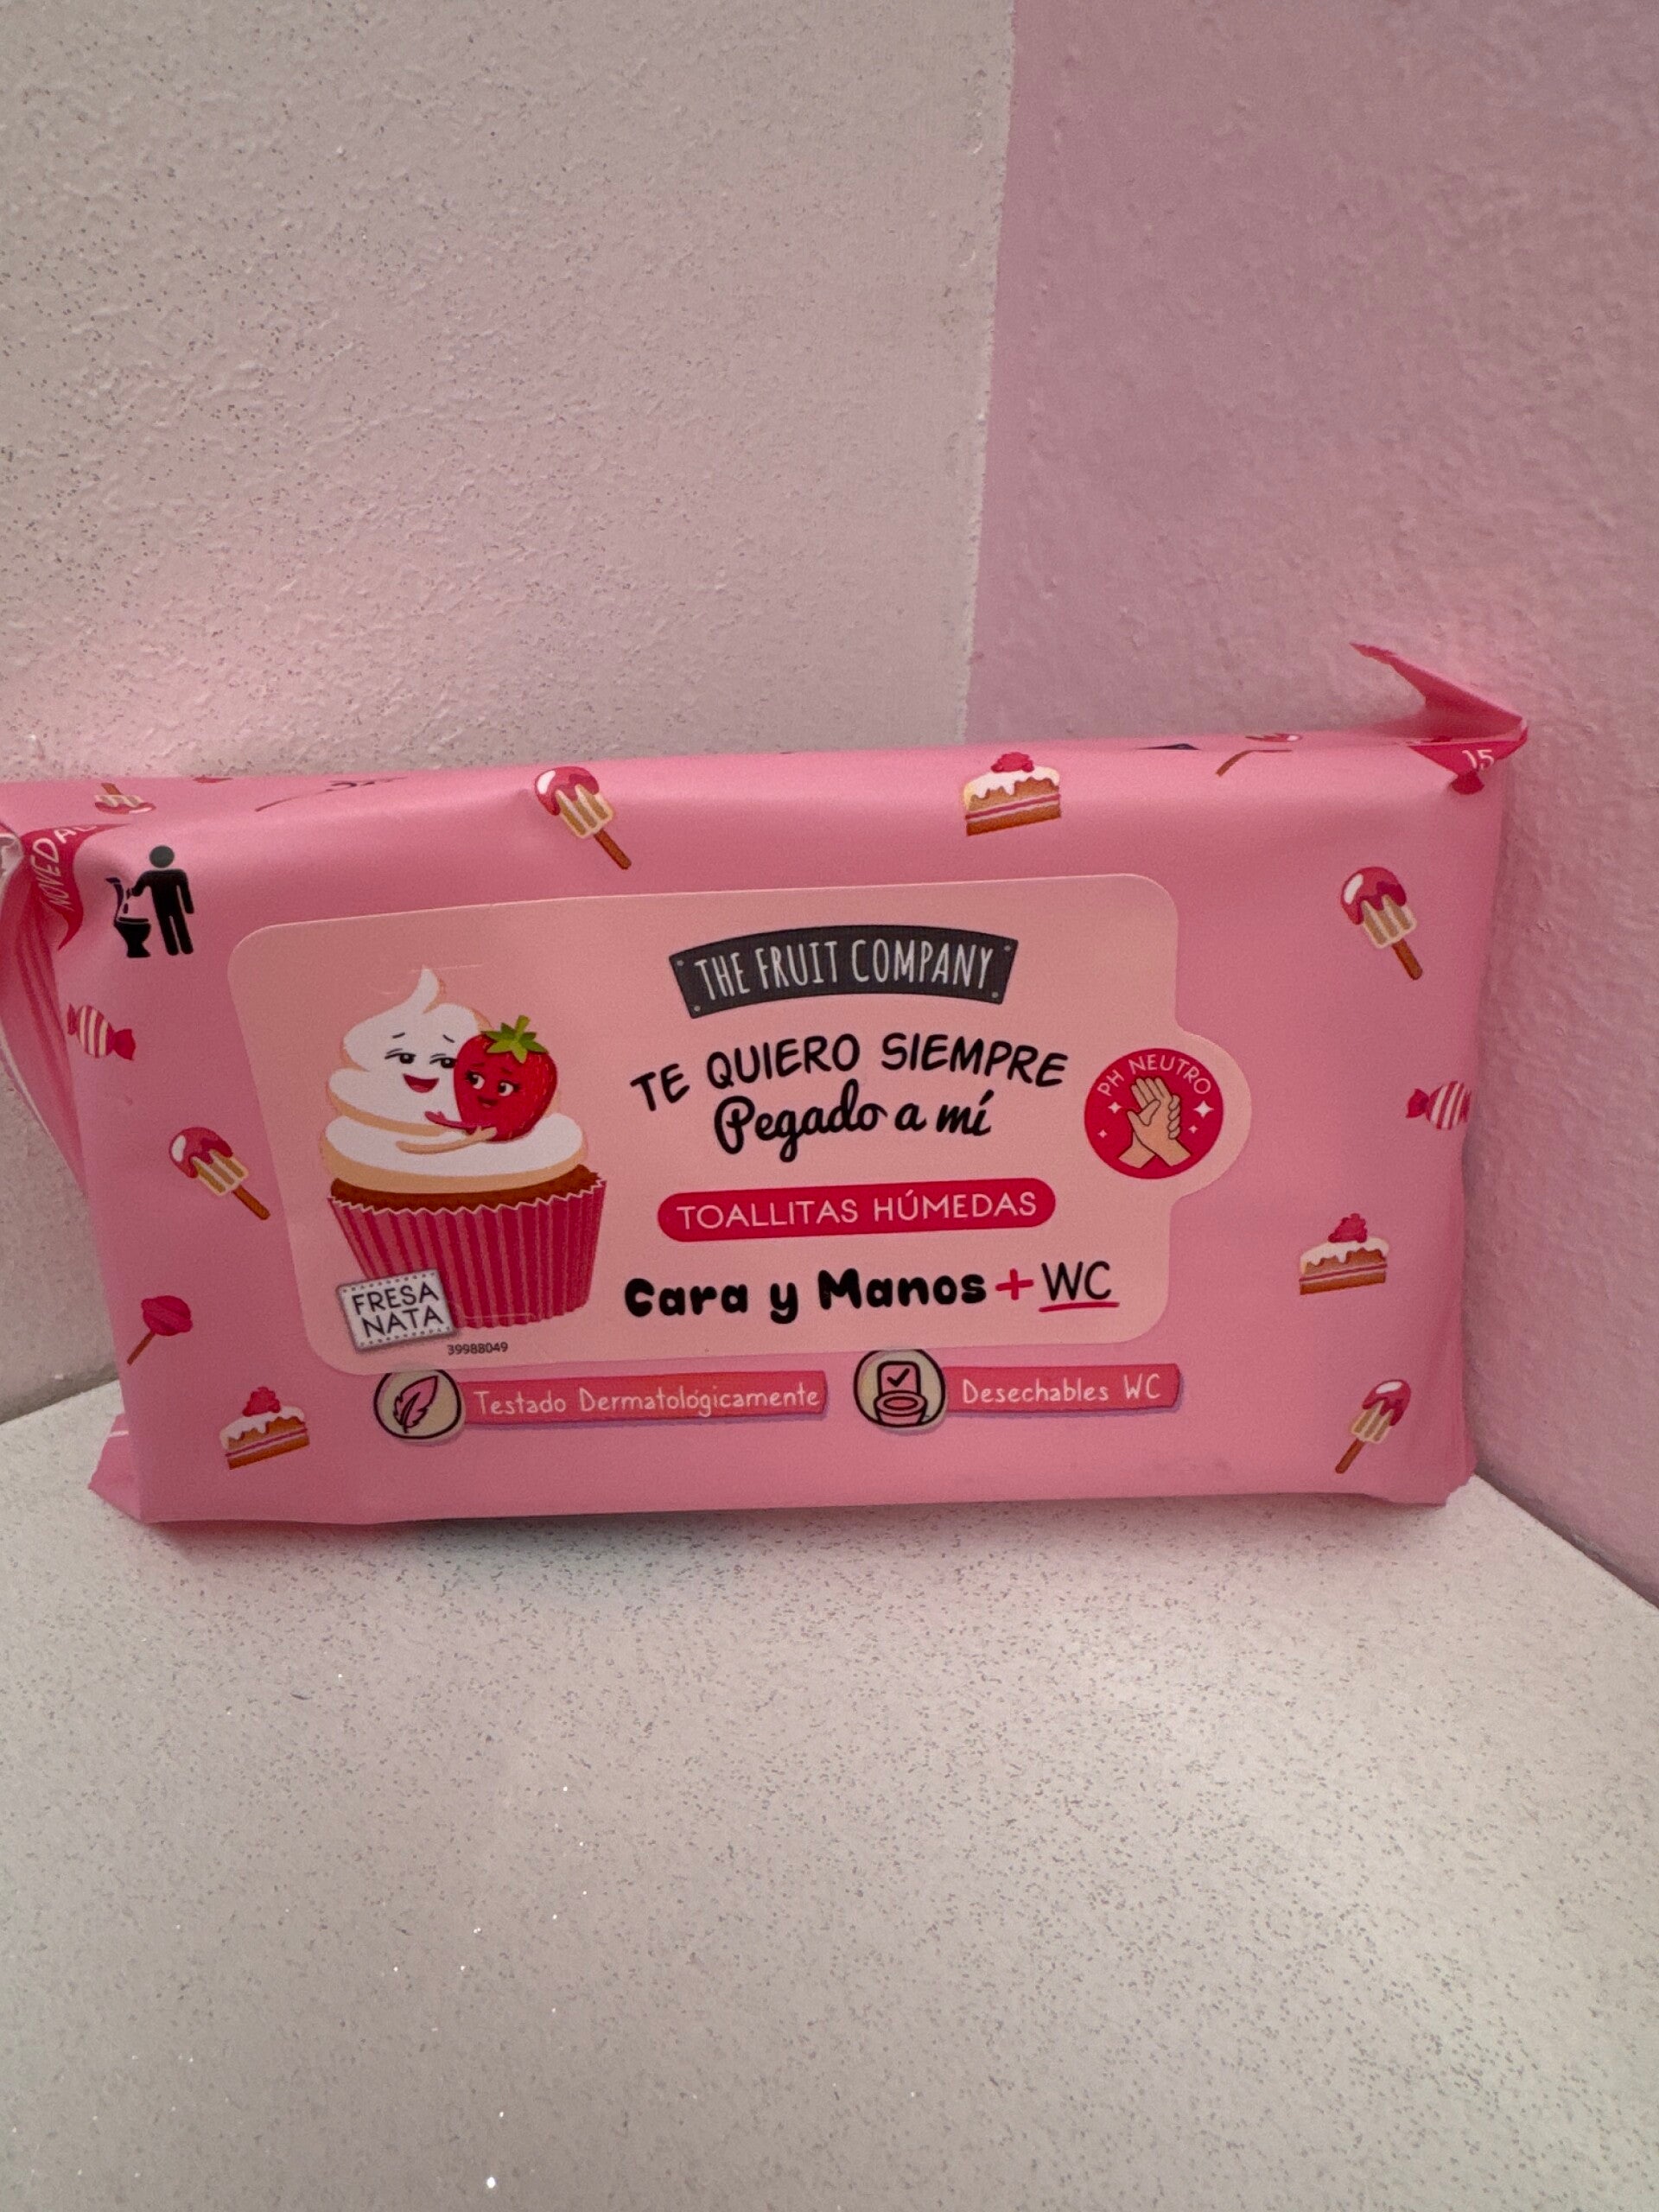 15
THE FRUIT COMPANY
TE QUIERO SIEMPRE
Pegado a mí
PH NEUTRO
TOALLITAS HÚMEDAS
Cara y Manos + WC
FRESA
NATA
39988049
Testado Dermatológicamente
Desechables WC